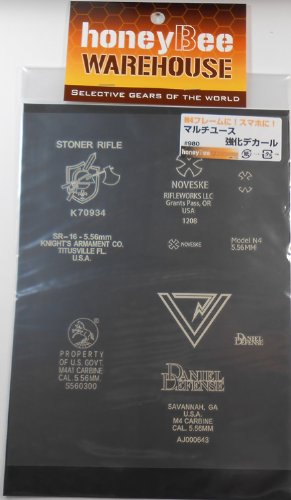 honeyBee
WAREHOUSE
SELECTIVE GEARS OF THE WORLD
M4フレームに!スマホに!
マルチユース
#980
強化デカール
honeyBee
STONER RIFLE
K70934
SR-16 - 5.56mm
KNIGHT'S ARMAMENT CO.
TITUSVILLE FL.
U.S.A.
NOVESKE
RIFLEWORKS LLC
Grants Pass, OR
USA
1208
NOVESKE
Model N4
5.56MM
PROPERTY
OF U.S. GOVT.
M4A1 CARBINE
CAL. 5.56MM
S560300
DANIEL
DEFENSE
SAVANNAH, GA
U.S.A.
M4 CARBINE
CAL. 5.56MM
AJ000643
DANIEL
DEFENSE